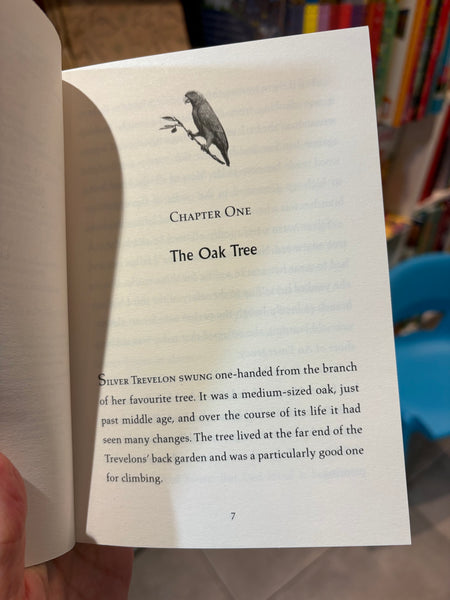 Chapter One
The Oak Tree
Silver Trevelon swung one-handed from the branch
of her favourite tree. It was a medium-sized oak, just
past middle age, and over the course of its life it had
seen many changes. The tree lived at the far end of the
Trevelons' back garden and was a particularly good one
for climbing.
7